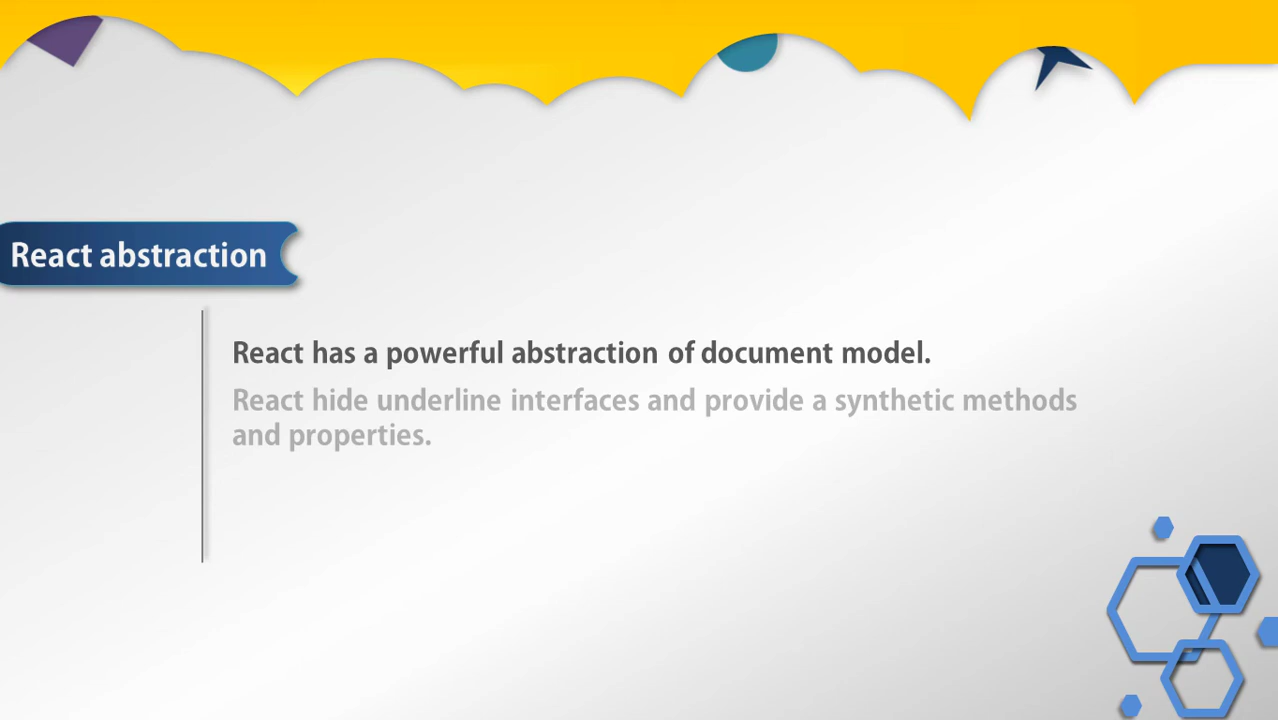 React abstraction
React has a powerful abstraction of document model.
React hide underline interfaces and provide a synthetic methods
and properties.